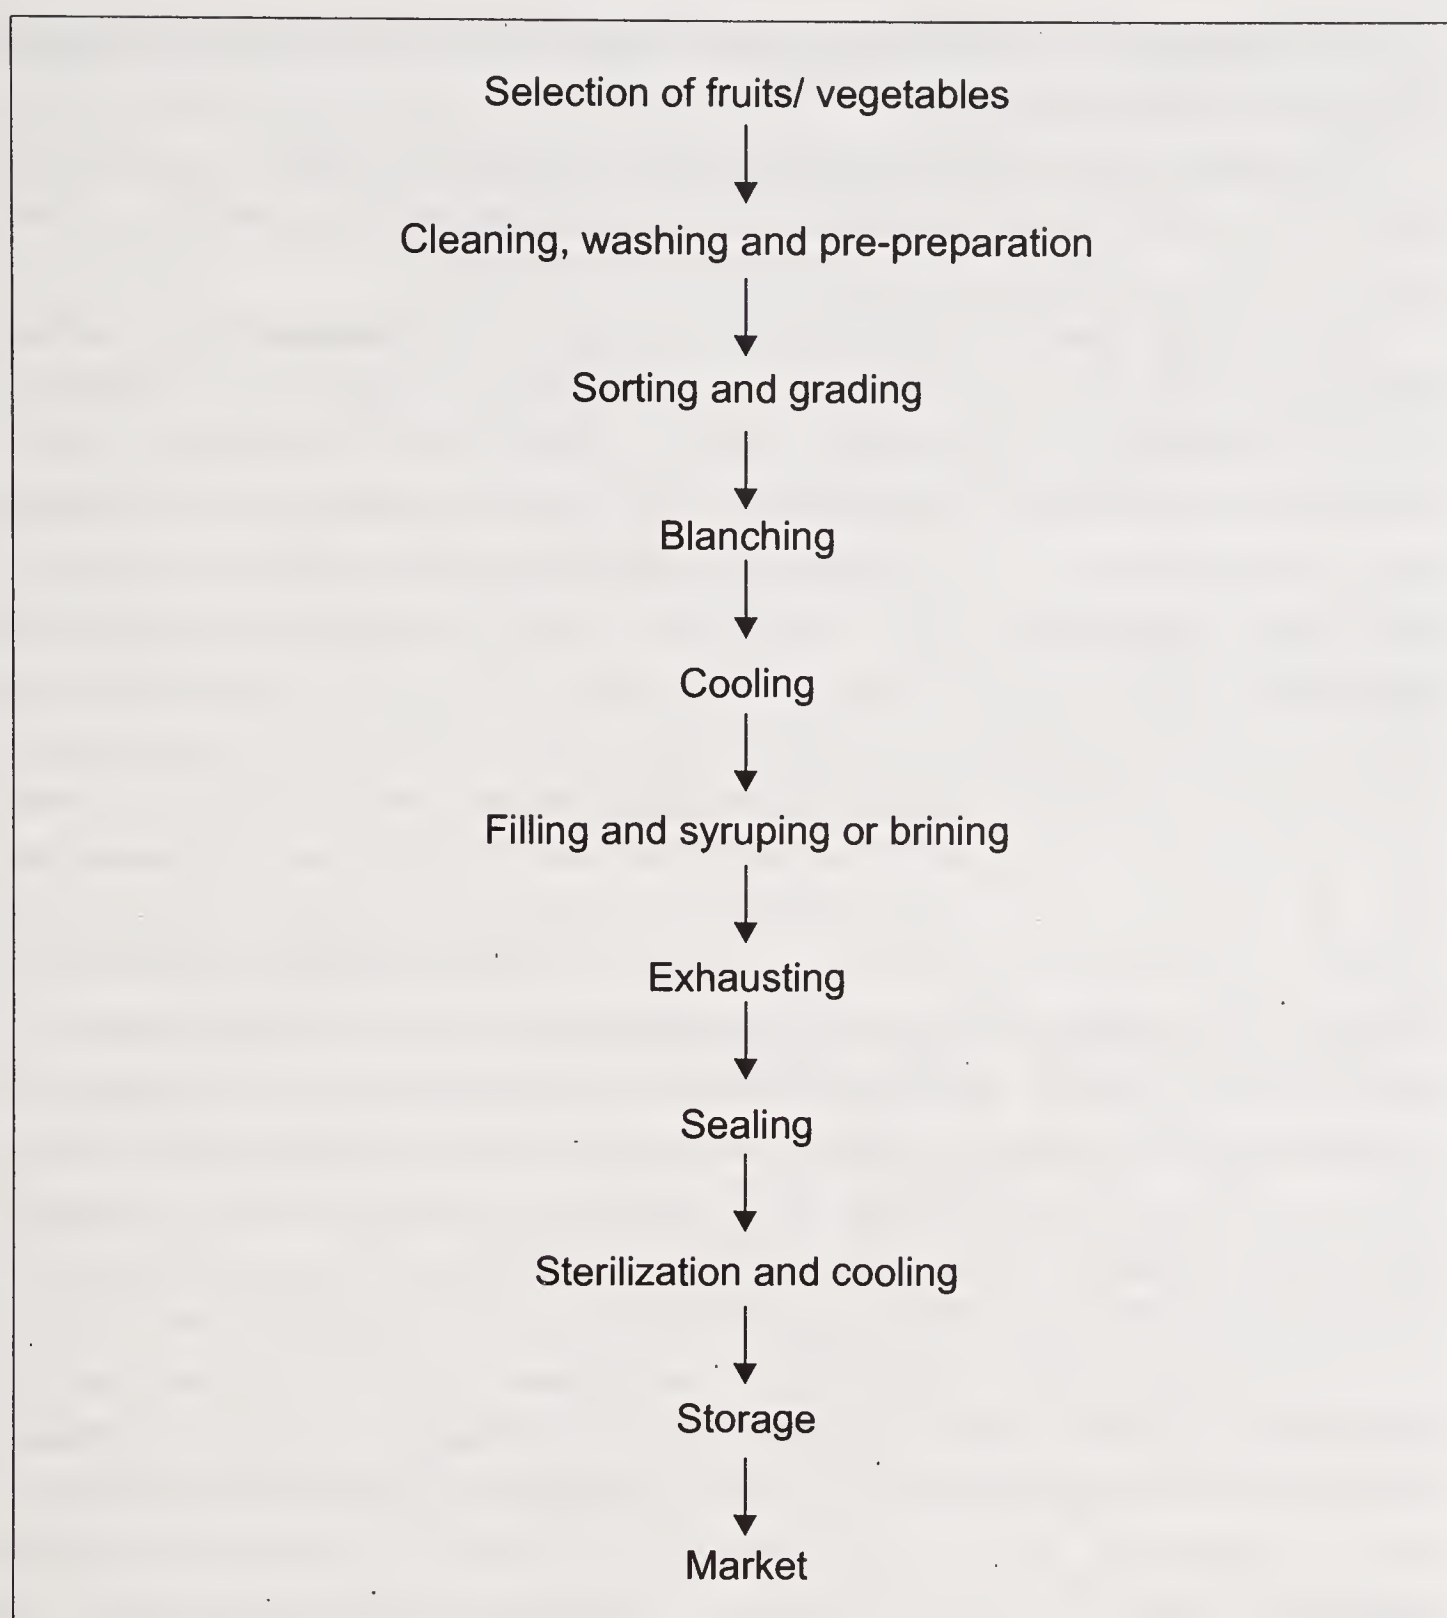 Selection of fruits/ vegetables
Cleaning, washing and pre-preparation
Sorting and grading
Blanching
Cooling
Filling and syruping or brining
Exhausting
Sealing
Sterilization and cooling
Storage
Market